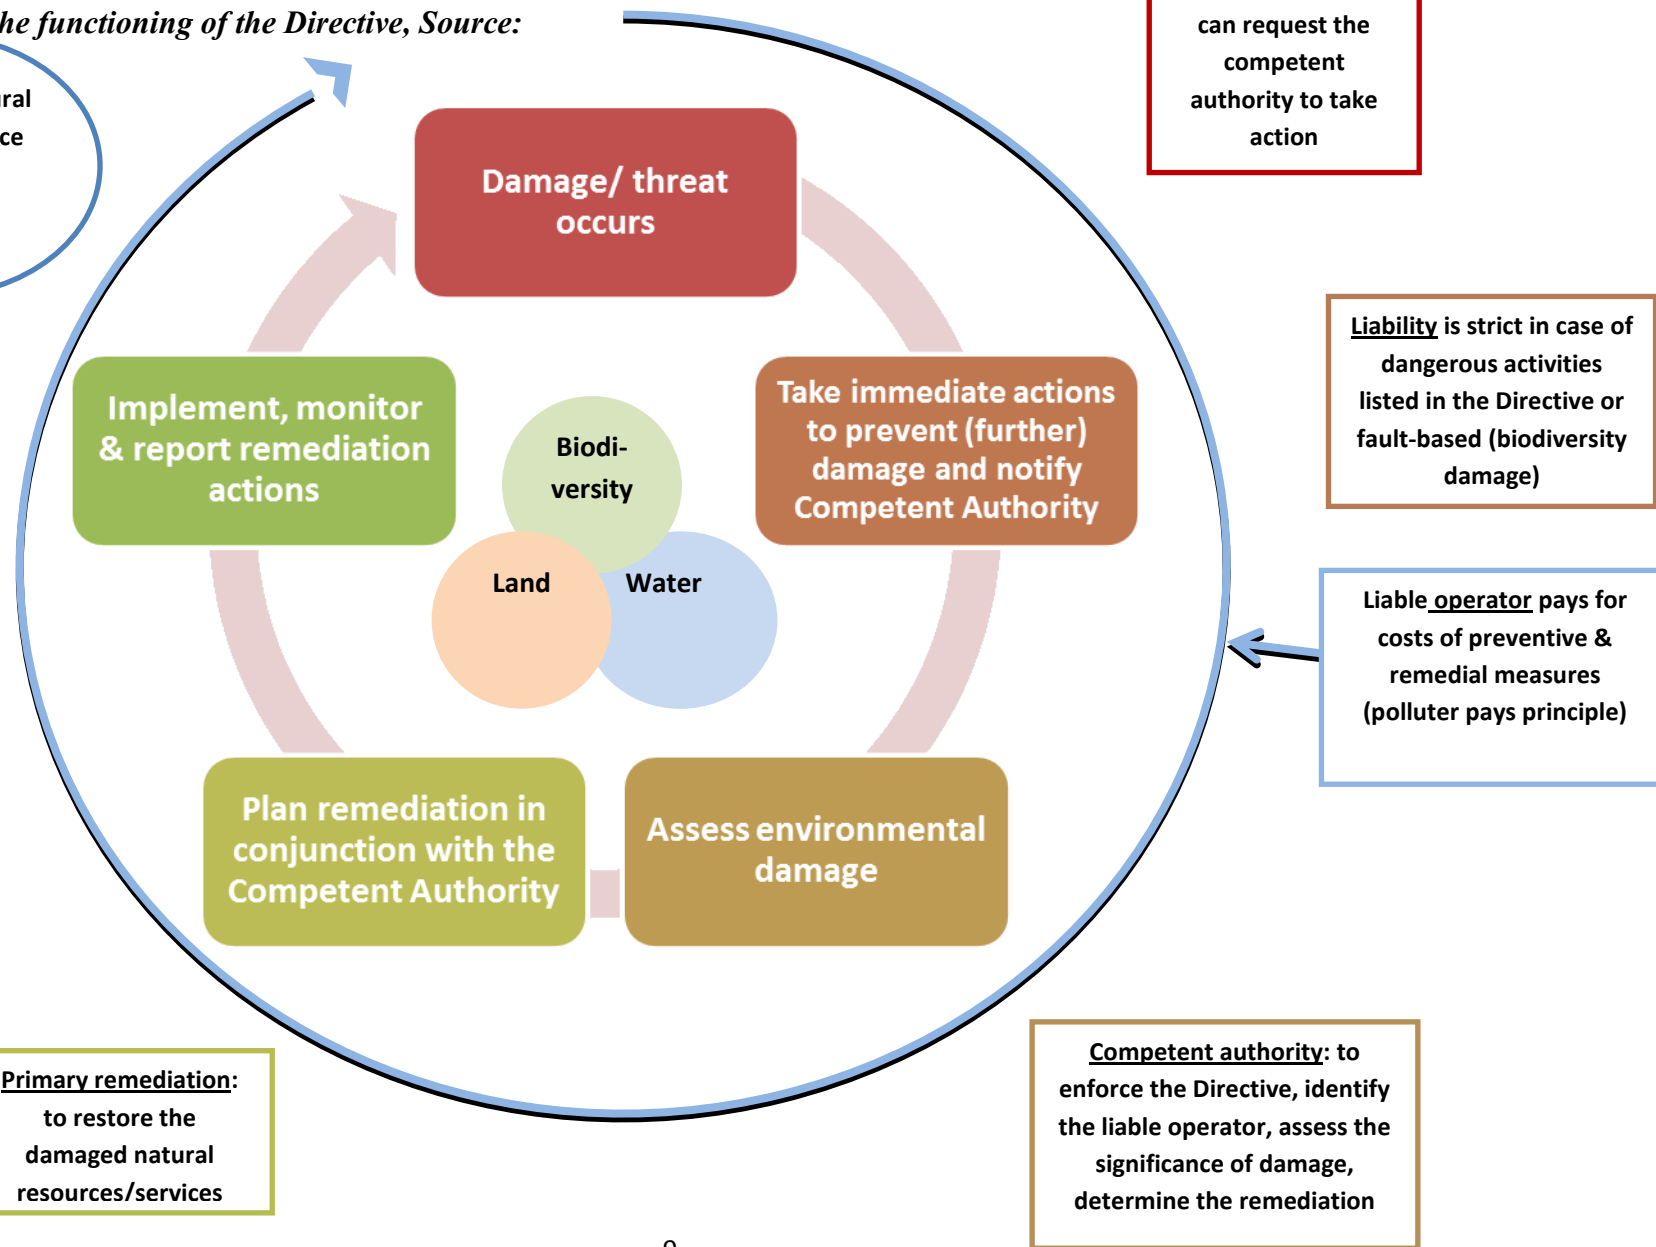 he functioning of the Directive, Source:
can request the
competent
authority to take
action
ral
ce
Damage/ threat
occurs
Liability is strict in case of
dangerous activities
listed in the Directive or
fault-based (biodiversity
damage)
Implement, monitor
& report remediation
actions
Take immediate actions
to prevent (further)
damage and notify
Competent Authority
Biodi-
versity
Land
Water
Liable operator pays for
costs of preventive &
remedial measures
(polluter pays principle)
Plan remediation in
conjunction with the
Competent Authority
Assess environmental
damage
Primary remediation:
to restore the
damaged natural
resources/services
Competent authority: to
enforce the Directive, identify
the liable operator, assess the
significance of damage,
determine the remediation